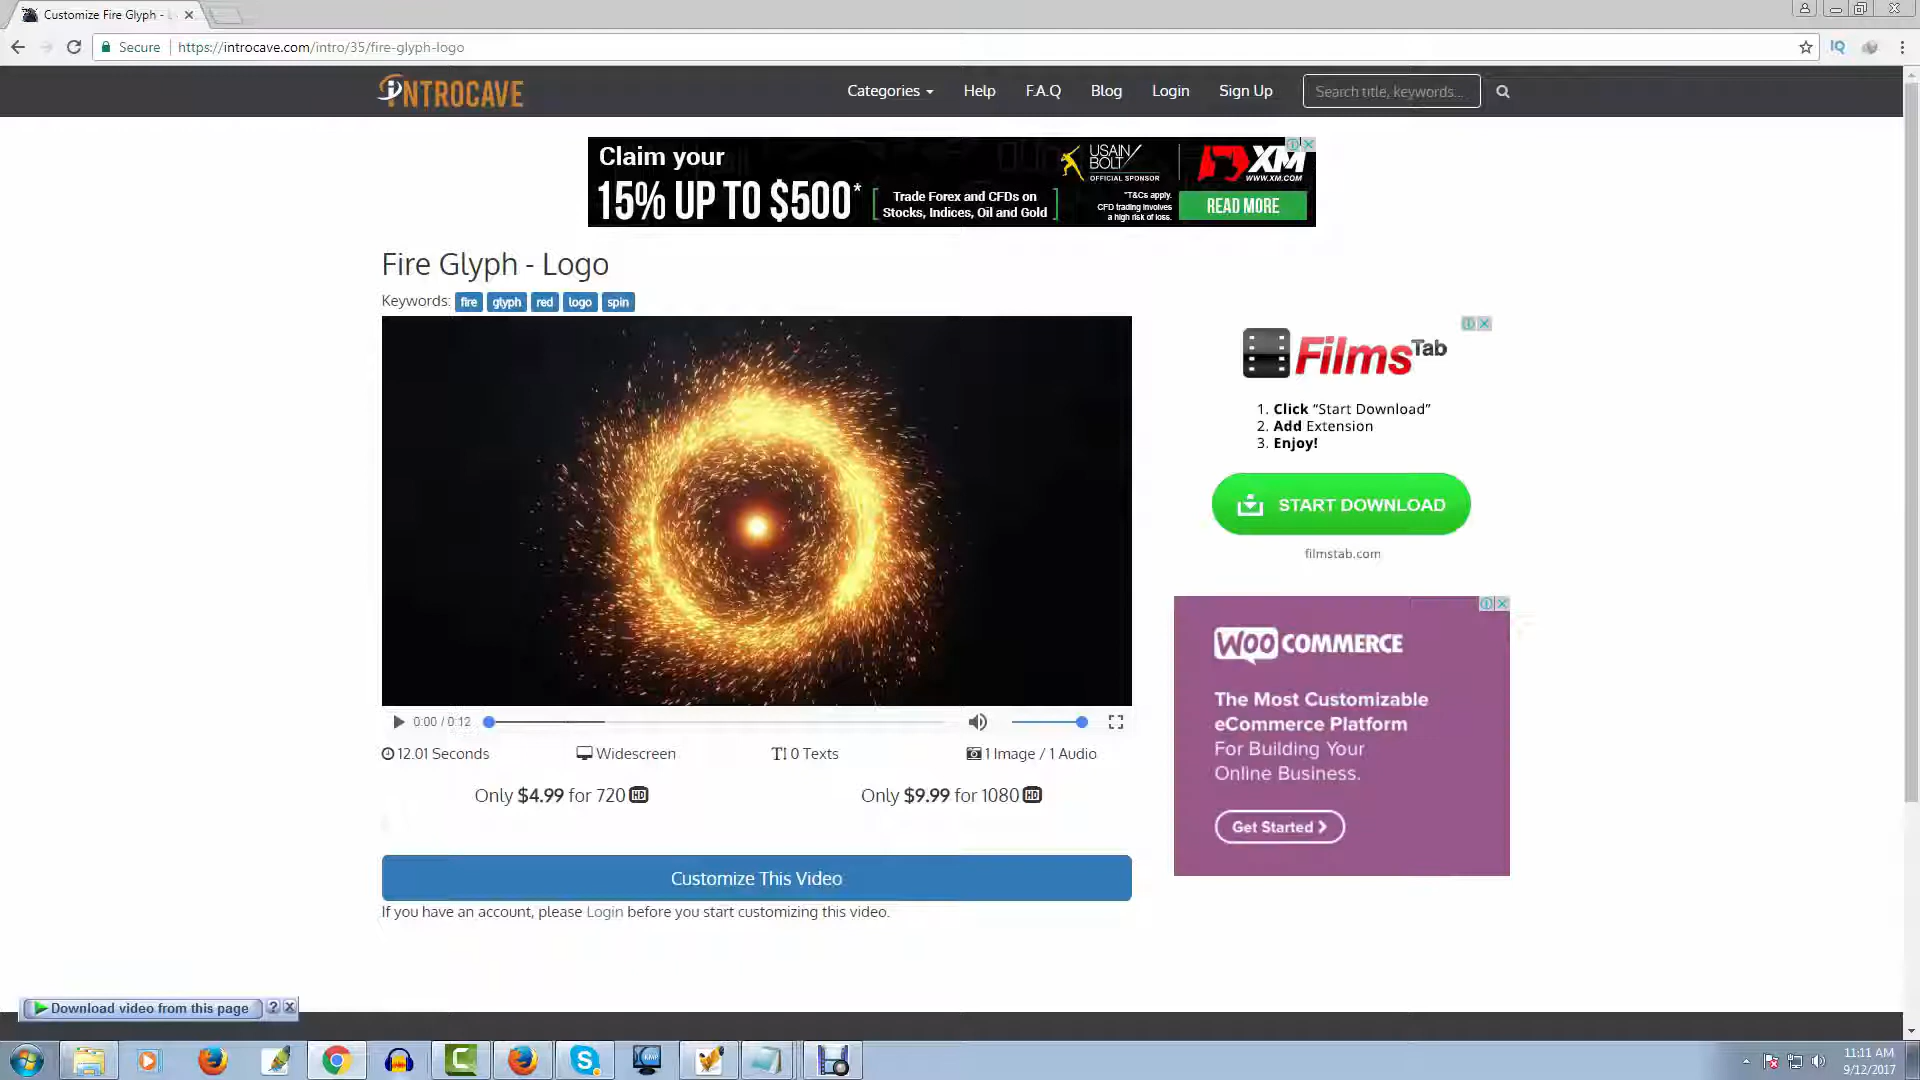 Customize Fire Glyph - L
Secure
https://introcave.com/intro/35/fire-glyph-logo
IQ
iNTROCAVE
Categories
Help
F.A.Q
Blog
Login
Sign Up
Search title, keywords...
Claim your
15% UP TO $500*
[ Trade Forex and CFDs on
Stocks, Indices, Oil and Gold ]
USAIN
BOLT
OFFICIAL SPONSOR
*T&Cs apply.
CFD trading involves
a high risk of loss.
XM
WWW.XM.COM
READ MORE
Fire Glyph - Logo
Keywords: fire glyph red logo spin
0:00 / 0:12
12.01 Seconds
Widescreen
0 Texts
1 Image / 1 Audio
Only $4.99 for 720 HD
Only $9.99 for 1080 HD
Customize This Video
If you have an account, please Login before you start customizing this video.
Films Tab
1. Click “Start Download”
2. Add Extension
3. Enjoy!
START DOWNLOAD
filmstab.com
WOO COMMERCE
The Most Customizable
eCommerce Platform
For Building Your
Online Business.
Get Started
Download video from this page
?
KMP
11:11 AM
9/12/2017